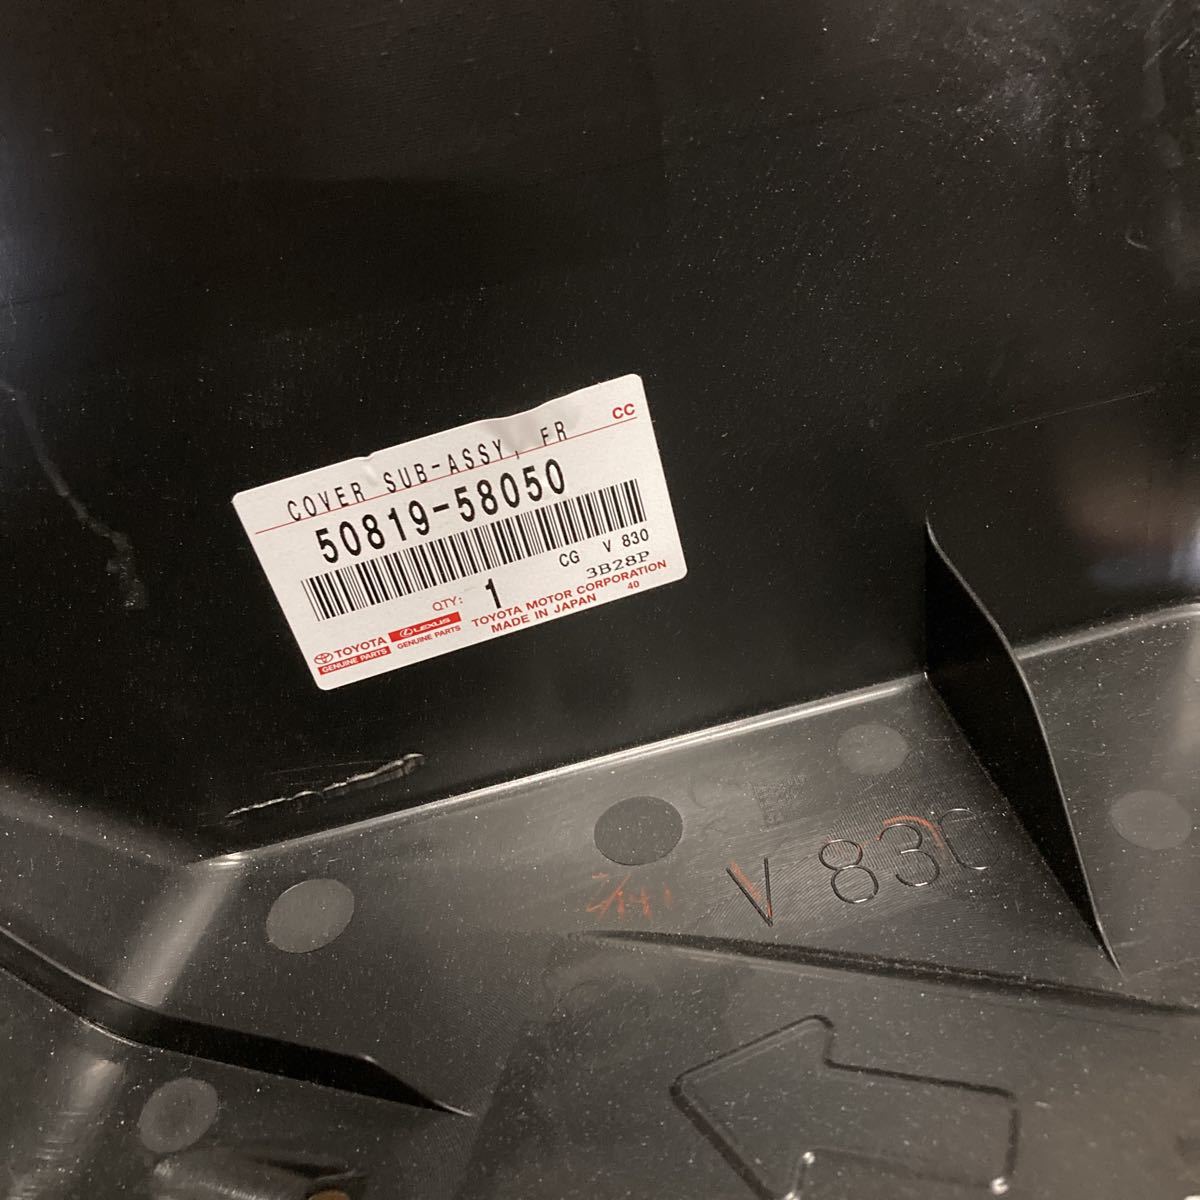 CC
COVER SUB-ASSY, FR
50819-58050
CG V 830
QTY: 1
3B28P
TOYOTA
GENUINE PARTS
LEXUS
GENUINE PARTS
TOYOTA MOTOR CORPORATION
MADE IN JAPAN 40
V 830